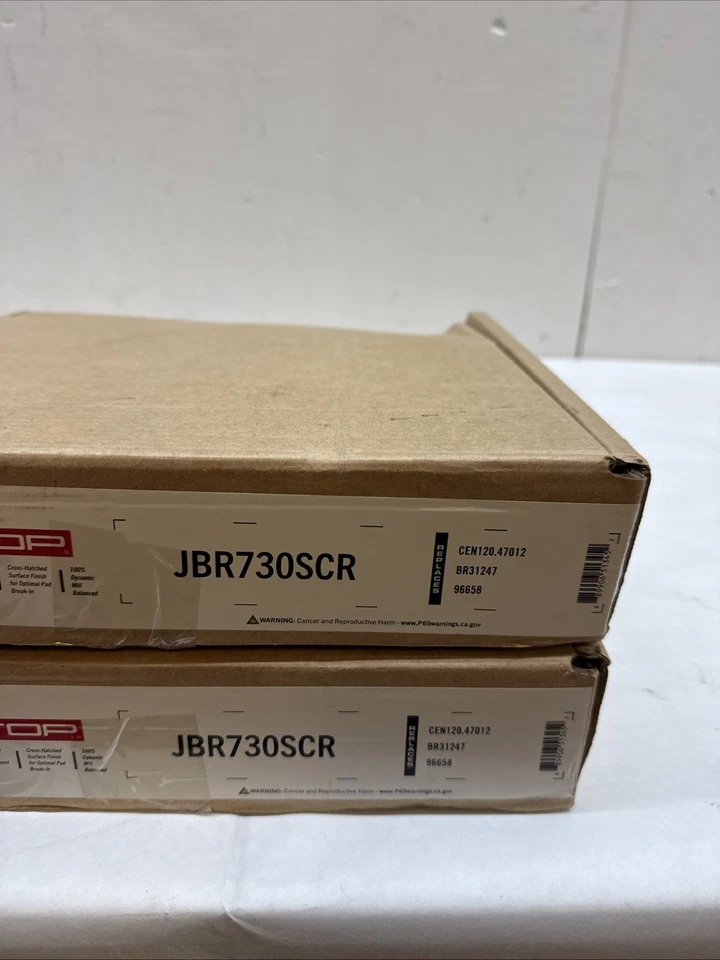 TOP
Cross-Hatched
Surface Finish
for Optimal Pad
Break-In
100%
Dynamic
Mill
Balanced
JBR730SCR
REPLACES
CEN120.47012
BR31247
96658
WARNING: Cancer and Reproductive Harm - www.P65warnings.ca.gov
TOP
Cross-Hatched
Surface Finish
for Optimal Pad
Break-In
100%
Dynamic
Mill
Balanced
JBR730SCR
REPLACES
CEN120.47012
BR31247
96658
WARNING: Cancer and Reproductive Harm - www.P65warnings.ca.gov